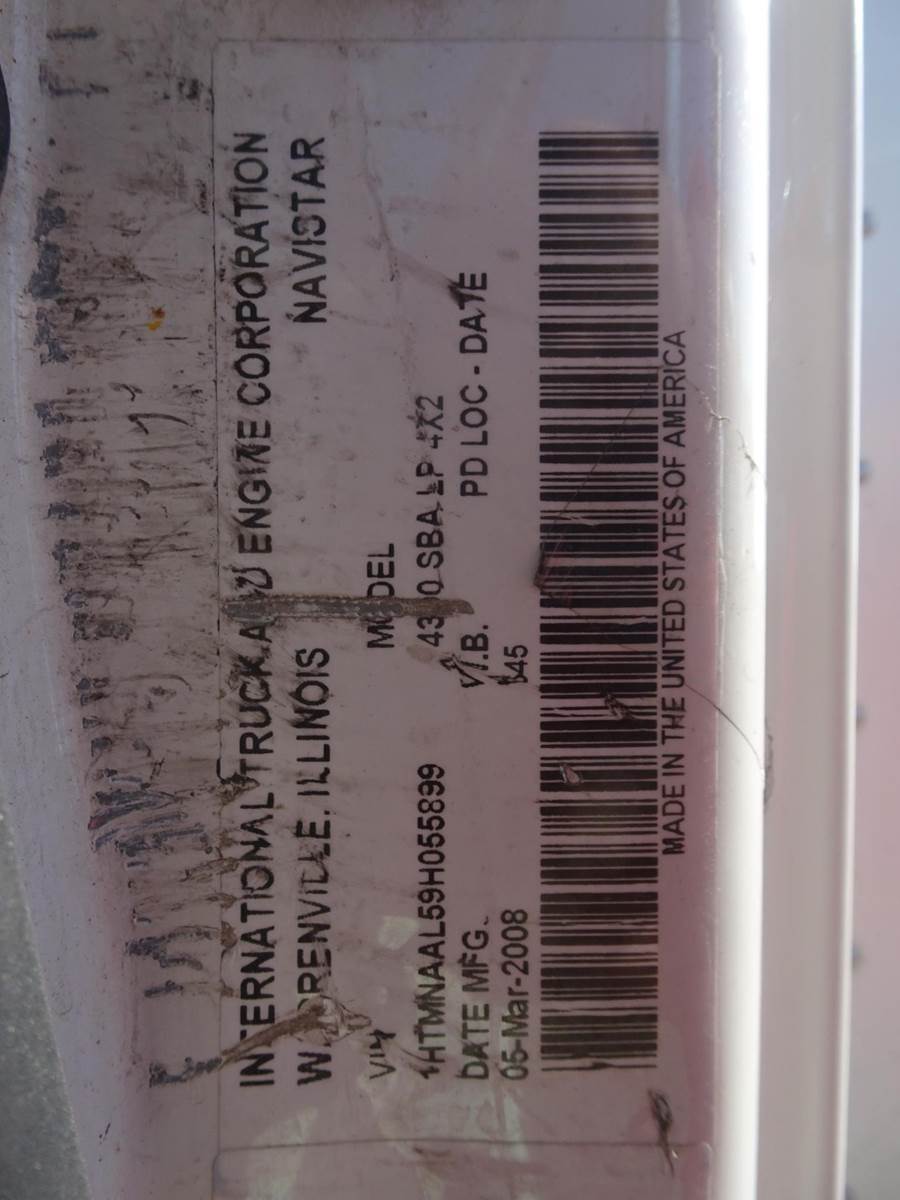 INTERNATIONAL TRUCK AND ENGINE CORPORATION
WARRENVILLE, ILLINOIS NAVISTAR
VIN MODEL
1HTMNAAL59H055899 4300 SBA LP 4X2
DATE MFG. V.I.B. PD LOC - DATE
05-Mar-2008
MADE IN THE UNITED STATES OF AMERICA